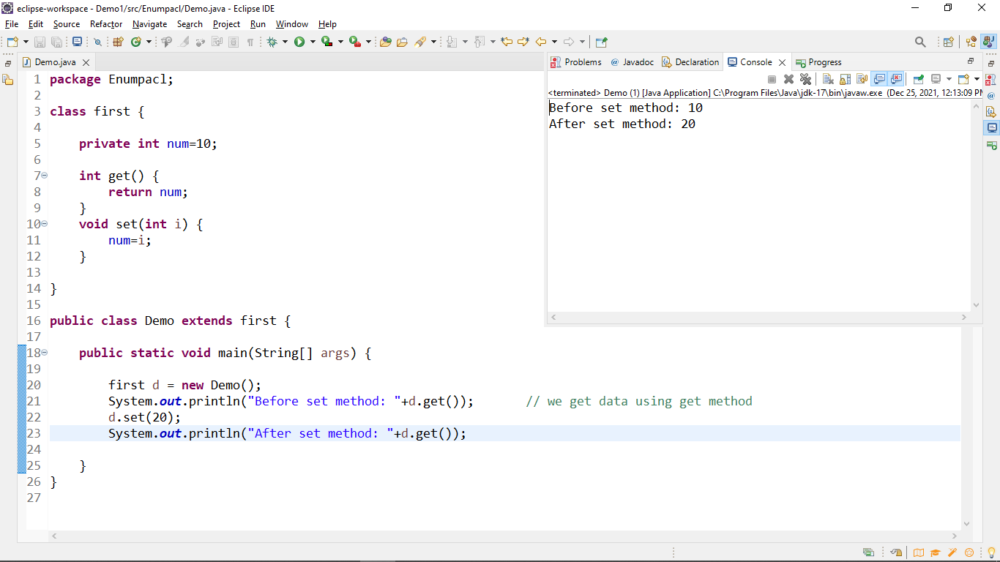 eclipse-workspace - Demo1/src/Enumpacl/Demo.java - Eclipse IDE
File Edit Source Refactor Navigate Search Project Run Window Help
Demo.java
1 package Enumpacl;
2
3 class first {
4
5     private int num=10;
6
7     int get() {
8         return num;
9     }
10     void set(int i) {
11         num=i;
12     }
13
14 }
15
16 public class Demo extends first {
17
18     public static void main(String[] args) {
19
20         first d = new Demo();
21         System.out.println("Before set method: "+d.get());       // we get data using get method
22         d.set(20);
23         System.out.println("After set method: "+d.get());
24
25     }
26 }
27
Problems @ Javadoc Declaration Console Progress
<terminated> Demo (1) [Java Application] C:\Program Files\Java\jdk-17\bin\javaw.exe (Dec 25, 2021, 12:13:09 PM
Before set method: 10
After set method: 20